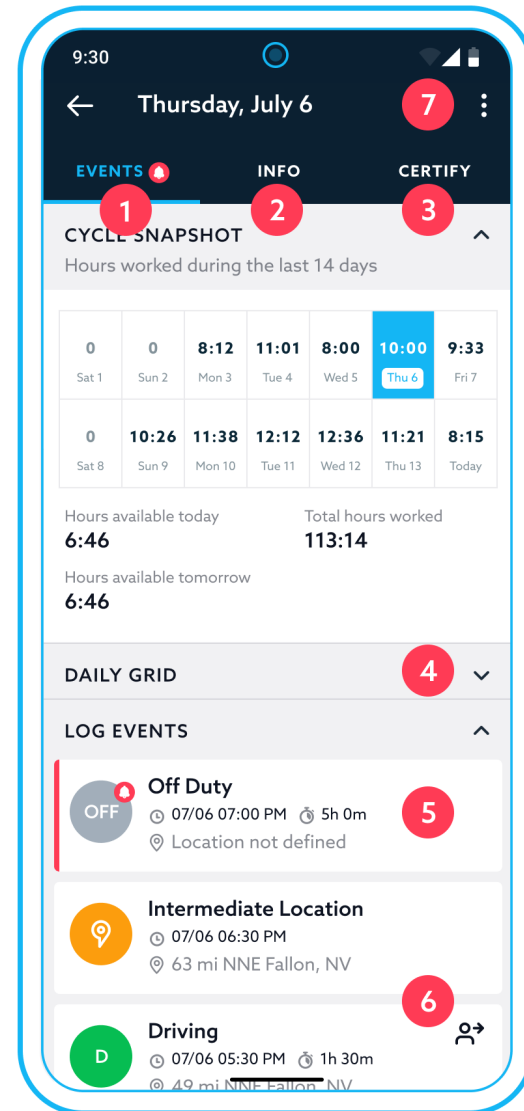 9:30
Thursday, July 6
7
EVENTS
INFO
CERTIFY
1
2
3
CYCLE SNAPSHOT
Hours worked during the last 14 days
0 0 8:12 11:01 8:00 10:00 9:33
Sat 1 Sun 2 Mon 3 Tue 4 Wed 5 Thu 6 Fri 7
0 10:26 11:38 12:12 12:36 11:21 8:15
Sat 8 Sun 9 Mon 10 Tue 11 Wed 12 Thu 13 Today
Hours available today Total hours worked
6:46 113:14
Hours available tomorrow
6:46
DAILY GRID
4
LOG EVENTS
Off Duty
OFF 07/06 07:00 PM 5h 0m
5
Location not defined
Intermediate Location
07/06 06:30 PM
63 mi NNE Fallon, NV
6
Driving
D 07/06 05:30 PM 1h 30m
49 mi NNE Fallon, NV